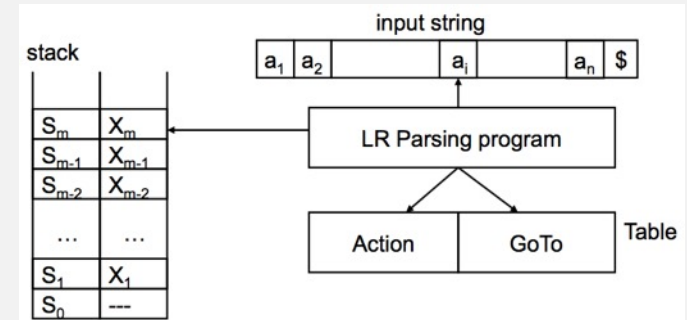 input string
stack
a₁ a₂ aᵢ aₙ $
Sₘ Xₘ
LR Parsing program
Sₘ₋₁ Xₘ₋₁
Sₘ₋₂ Xₘ₋₂
... ...
Action GoTo Table
S₁ X₁
S₀ ---